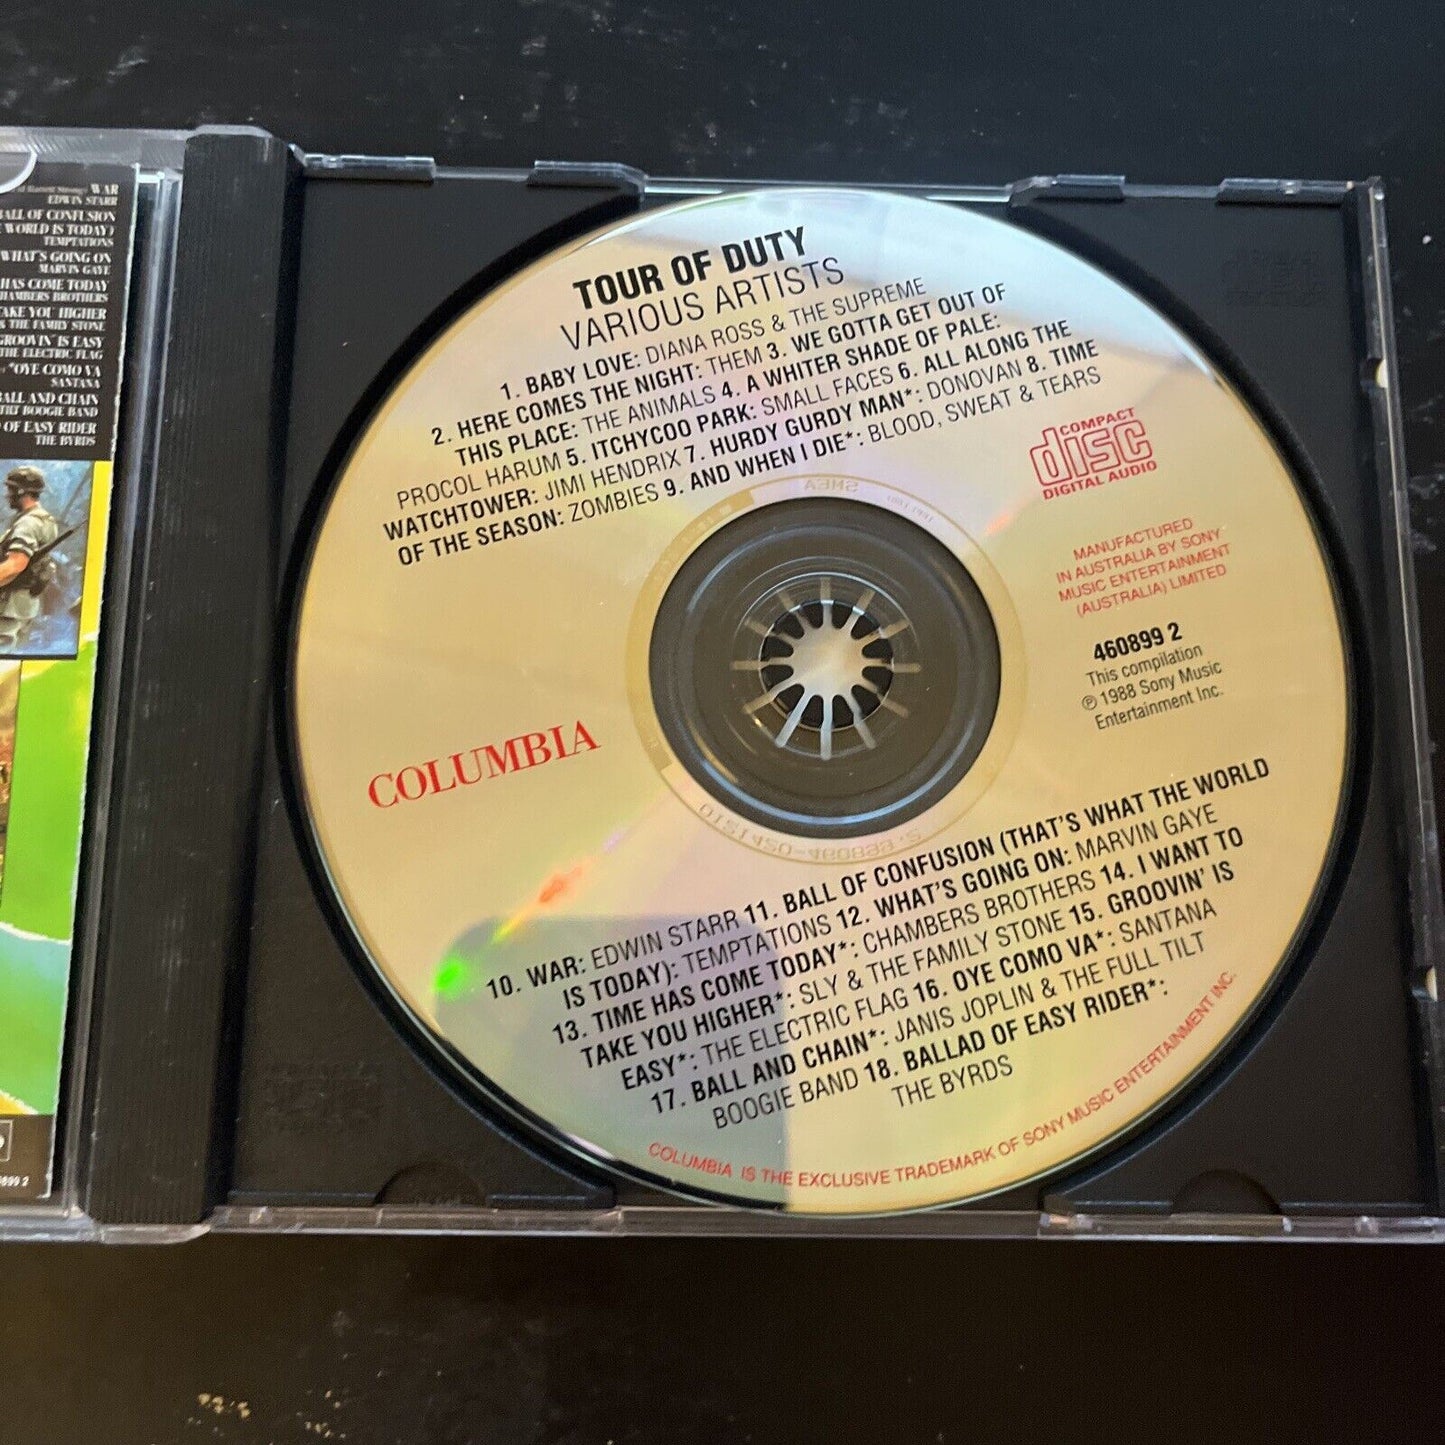 WAR
EDWIN STARR
BALL OF CONFUSION
WORLD IS TODAY)
TEMPTATIONS
WHAT'S GOING ON
MARVIN GAYE
HAS COME TODAY
CHAMBERS BROTHERS
TAKE YOU HIGHER
& THE FAMILY STONE
GROOVIN' IS EASY
THE ELECTRIC FLAG
*OYE COMO VA
SANTANA
BALL AND CHAIN
TILT BOOGIE BAND
OF EASY RIDER
THE BYRDS
899 2
TOUR OF DUTY
VARIOUS ARTISTS
1. BABY LOVE: DIANA ROSS & THE SUPREME
2. HERE COMES THE NIGHT: THEM 3. WE GOTTA GET OUT OF
THIS PLACE: THE ANIMALS 4. A WHITER SHADE OF PALE:
PROCOL HARUM 5. ITCHYCOO PARK: SMALL FACES 6. ALL ALONG THE
WATCHTOWER: JIMI HENDRIX 7. HURDY GURDY MAN*: DONOVAN 8. TIME
OF THE SEASON: ZOMBIES 9. AND WHEN I DIE*: BLOOD, SWEAT & TEARS
COMPACT
disc
DIGITAL AUDIO
MANUFACTURED
IN AUSTRALIA BY SONY
MUSIC ENTERTAINMENT
(AUSTRALIA) LIMITED
460899 2
This compilation
℗ 1988 Sony Music
Entertainment Inc.
COLUMBIA
SMEA
10. WAR: EDWIN STARR 11. BALL OF CONFUSION (THAT'S WHAT THE WORLD
IS TODAY): TEMPTATIONS 12. WHAT'S GOING ON: MARVIN GAYE
13. TIME HAS COME TODAY*: CHAMBERS BROTHERS 14. I WANT TO
TAKE YOU HIGHER*: SLY & THE FAMILY STONE 15. GROOVIN' IS
EASY*: THE ELECTRIC FLAG 16. OYE COMO VA*: SANTANA
17. BALL AND CHAIN*: JANIS JOPLIN & THE FULL TILT
BOOGIE BAND 18. BALLAD OF EASY RIDER*:
THE BYRDS
COLUMBIA IS THE EXCLUSIVE TRADEMARK OF SONY MUSIC ENTERTAINMENT INC.